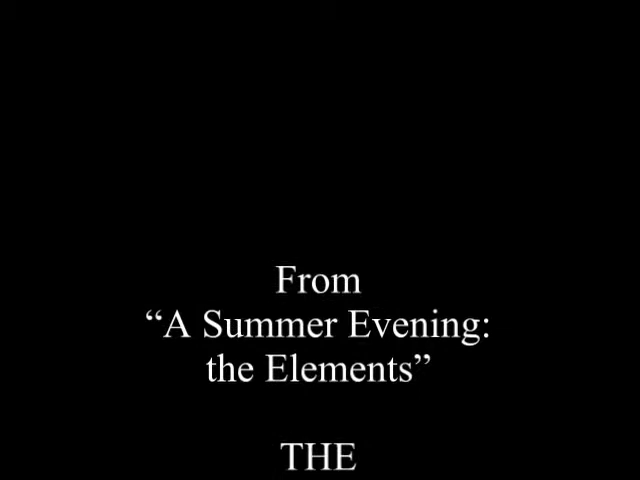 From
“A Summer Evening:
the Elements”
THE